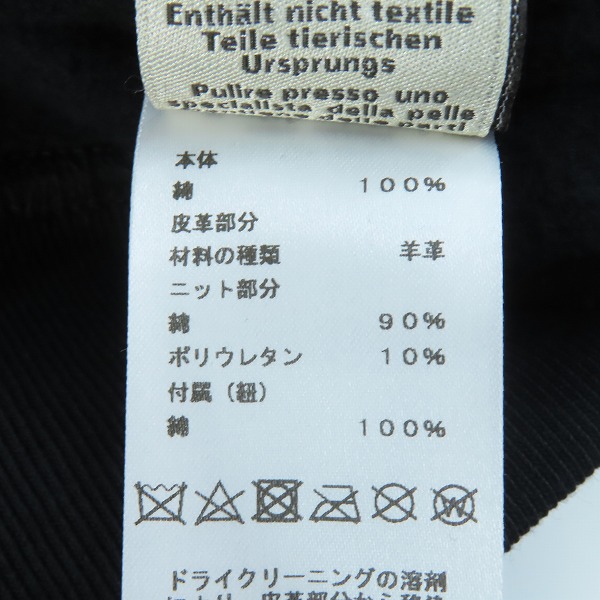 Enthält nicht textile
Teile tierischen
Ursprungs
Pulire presso uno
specialista della pelle
本体
綿 100%
皮革部分
材料の種類 羊革
ニット部分
綿 90%
ポリウレタン 10%
付属(紐)
綿 100%
ドライクリーニングの溶剤